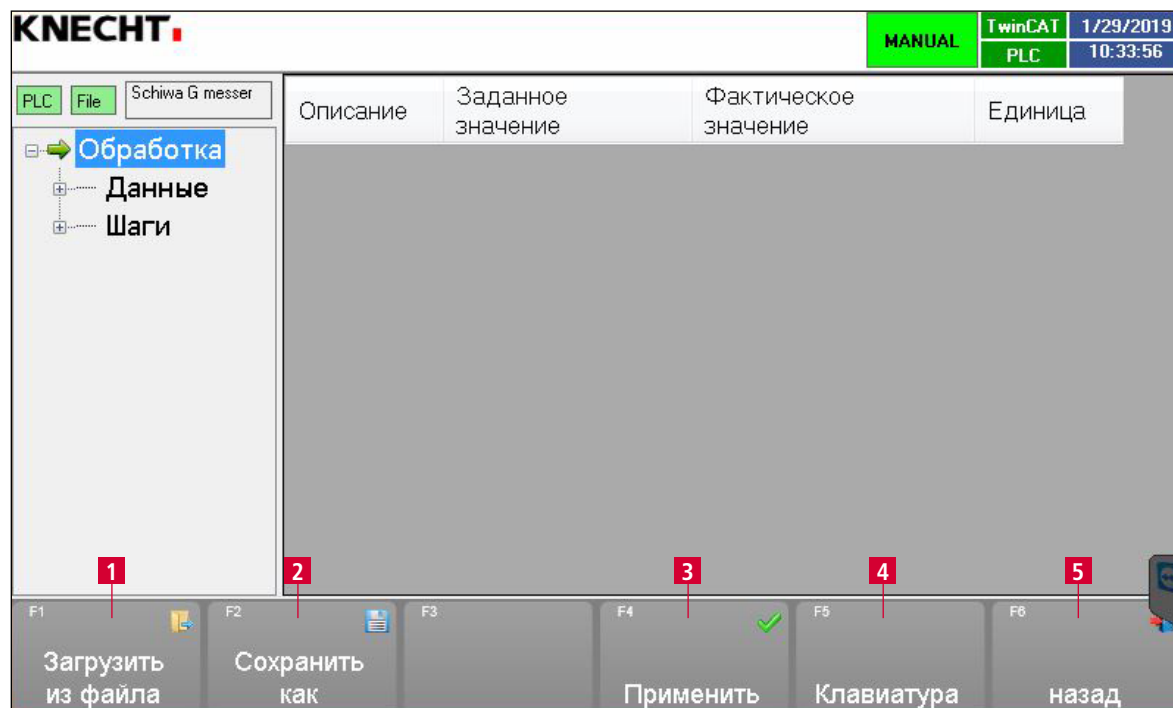 KNECHT
MANUAL
TwinCAT
1/29/2019
PLC
10:33:56
PLC
File
Schiwa G messer
Обработка
Данные
Шаги
Описание
Заданное
значение
Фактическое
значение
Единица
1
2
3
4
5
F1
Загрузить
из файла
F2
Сохранить
как
F3
F4
Применить
F5
Клавиатура
F6
назад